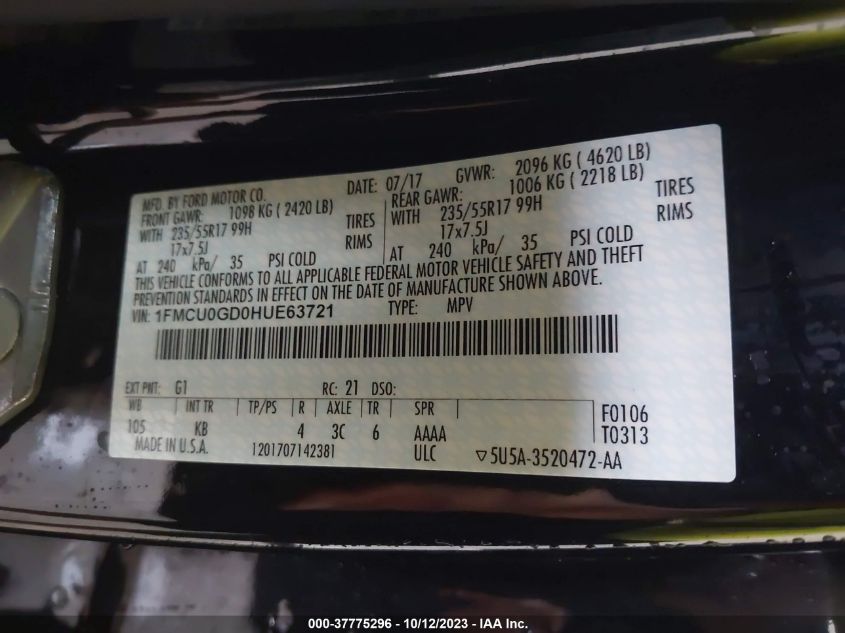 MFD. BY FORD MOTOR CO. DATE: 07/17 GVWR: 2096 KG ( 4620 LB)
FRONT GAWR: 1098 KG ( 2420 LB) REAR GAWR: 1006 KG ( 2218 LB)
WITH 235/55R17 99H TIRES WITH 235/55R17 99H TIRES
17x7.5J RIMS 17x7.5J RIMS
AT 240 kPa/ 35 PSI COLD AT 240 kPa/ 35 PSI COLD
THIS VEHICLE CONFORMS TO ALL APPLICABLE FEDERAL MOTOR VEHICLE SAFETY AND THEFT
PREVENTION STANDARDS IN EFFECT ON THE DATE OF MANUFACTURE SHOWN ABOVE.
VIN: 1FMCU0GD0HUE63721 TYPE: MPV
EXT PNT: G1 RC: 21 DSO:
WB INT TR TP/PS R AXLE TR SPR F0106
105 KB 4 3C 6 AAAA T0313
MADE IN U.S.A. 1201707142381 ULC ▽5U5A-3520472-AA
000-37775296 - 10/12/2023 - IAA Inc.